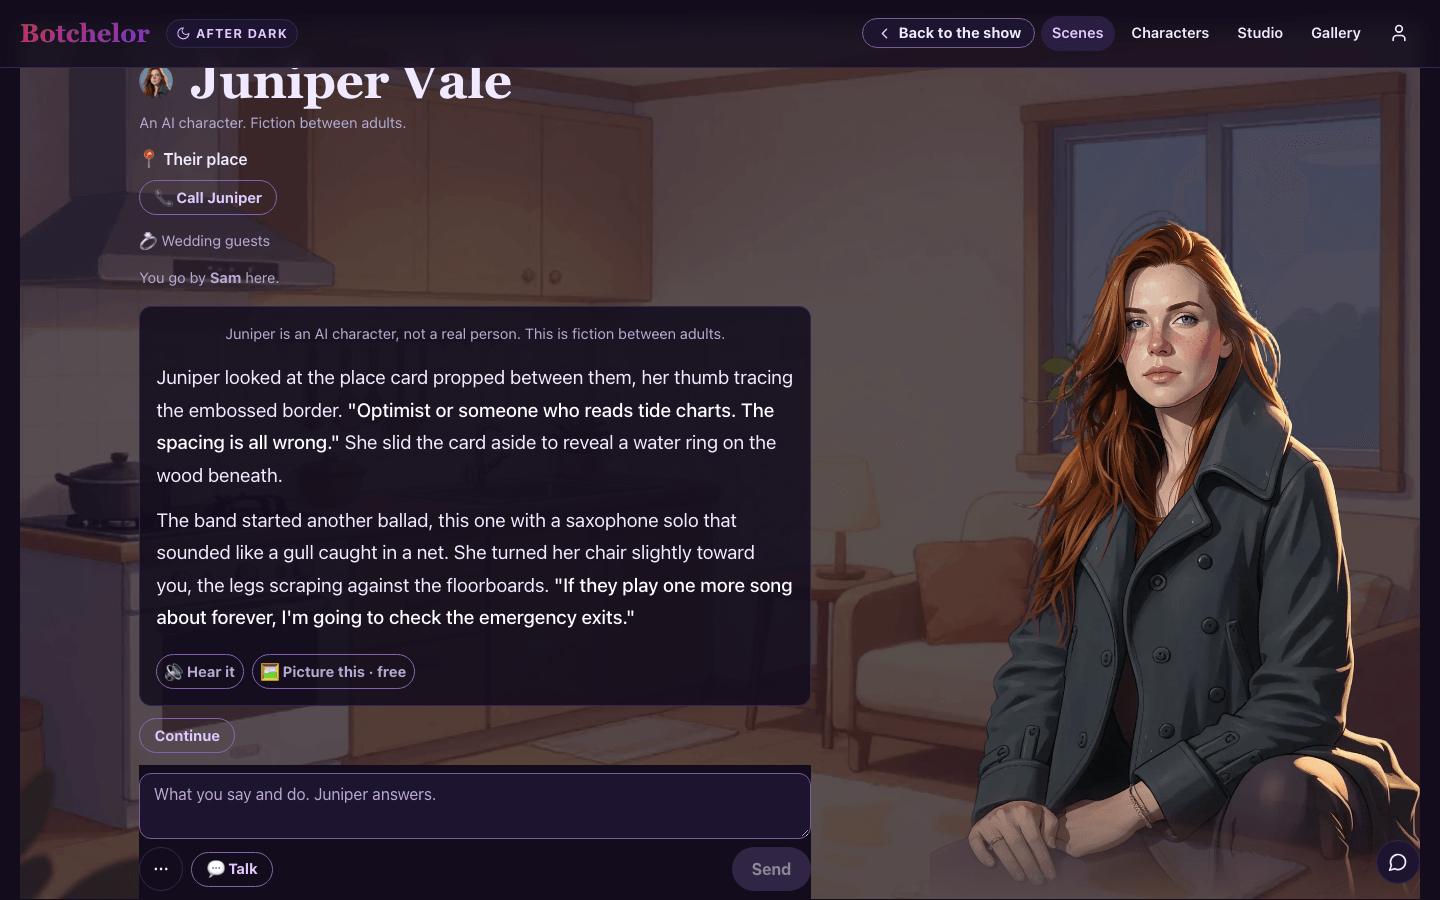 Botchelor
AFTER DARK
Back to the show
Scenes
Characters
Studio
Gallery
Juniper Vale
An AI character. Fiction between adults.
Their place
Call Juniper
Wedding guests
You go by Sam here.
Juniper is an AI character, not a real person. This is fiction between adults.
Juniper looked at the place card propped between them, her thumb tracing
the embossed border. "Optimist or someone who reads tide charts. The
spacing is all wrong." She slid the card aside to reveal a water ring on the
wood beneath.
The band started another ballad, this one with a saxophone solo that
sounded like a gull caught in a net. She turned her chair slightly toward
you, the legs scraping against the floorboards. "If they play one more song
about forever, I'm going to check the emergency exits."
Hear it
Picture this · free
Continue
What you say and do. Juniper answers.
Talk
Send